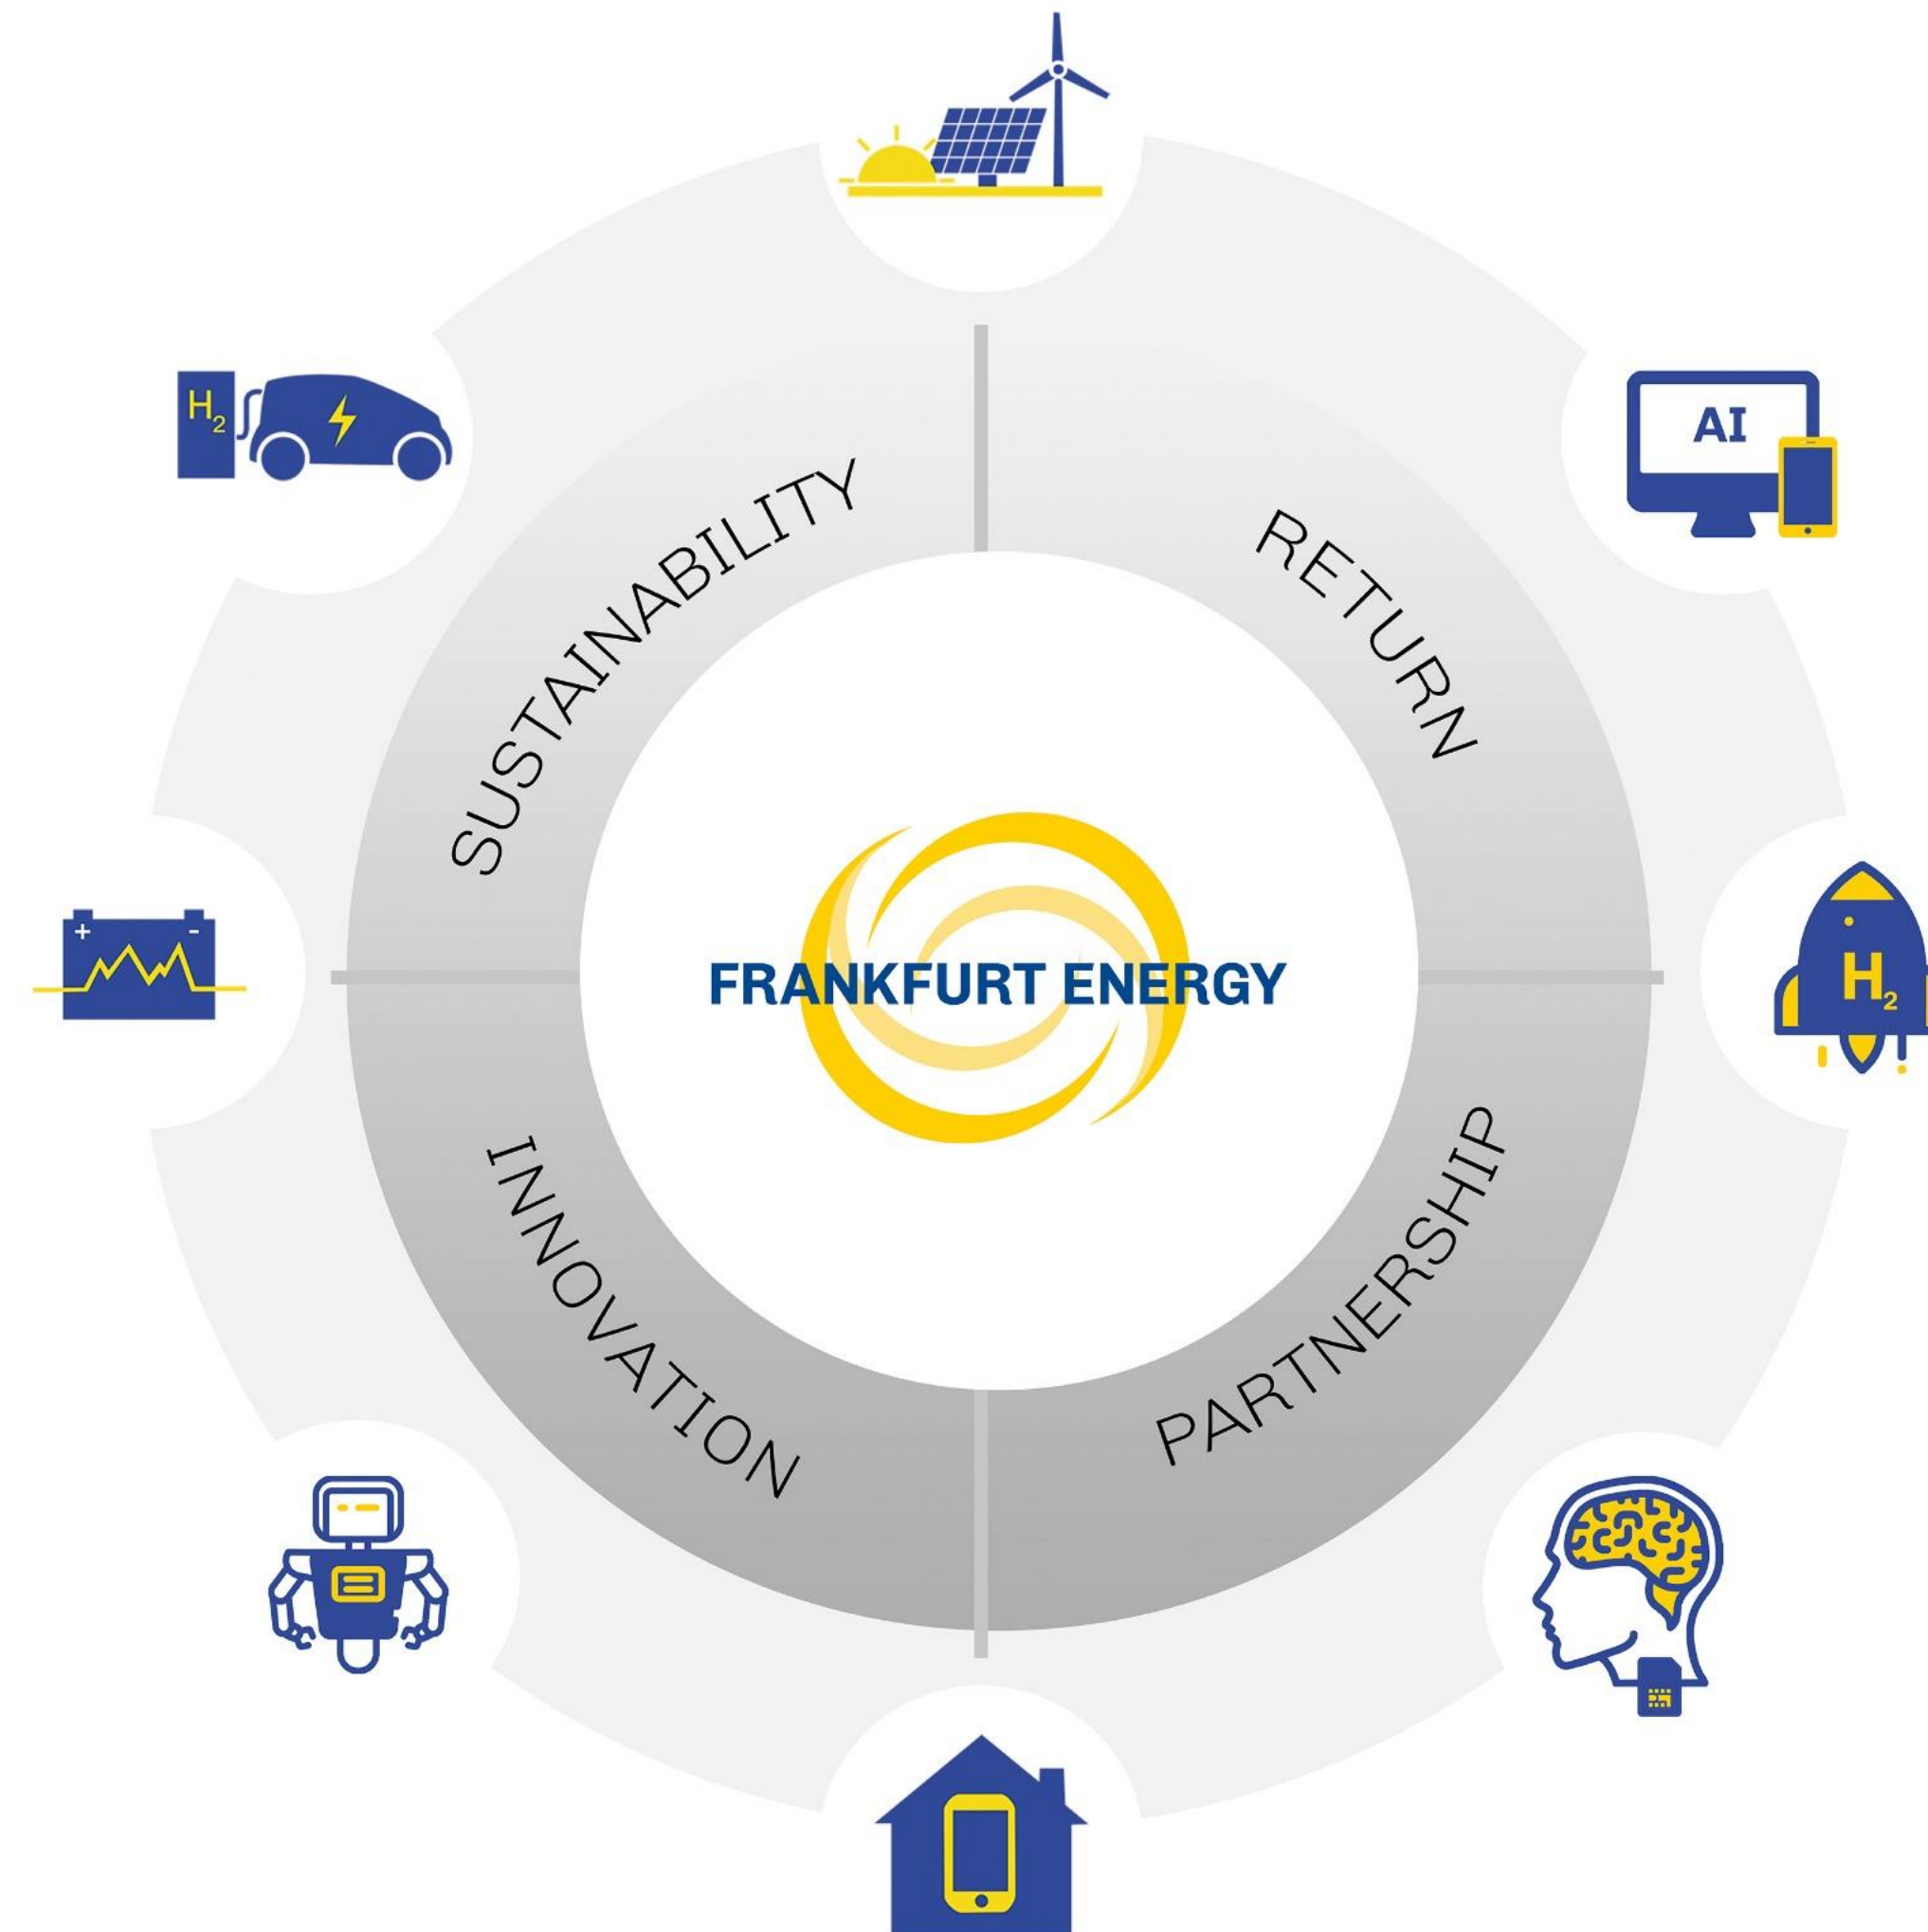 H₂
AI
SUSTAINABILITY
RETURN
+ -
FRANKFURT ENERGY
H₂
INNOVATION
PARTNERSHIP